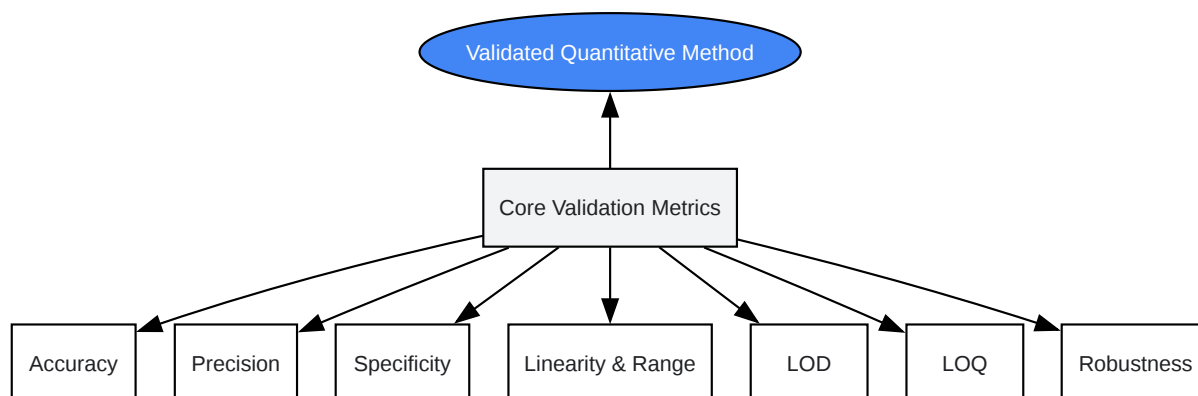 Validated Quantitative Method
Core Validation Metrics
Accuracy
Precision
Specificity
Linearity & Range
LOD
LOQ
Robustness